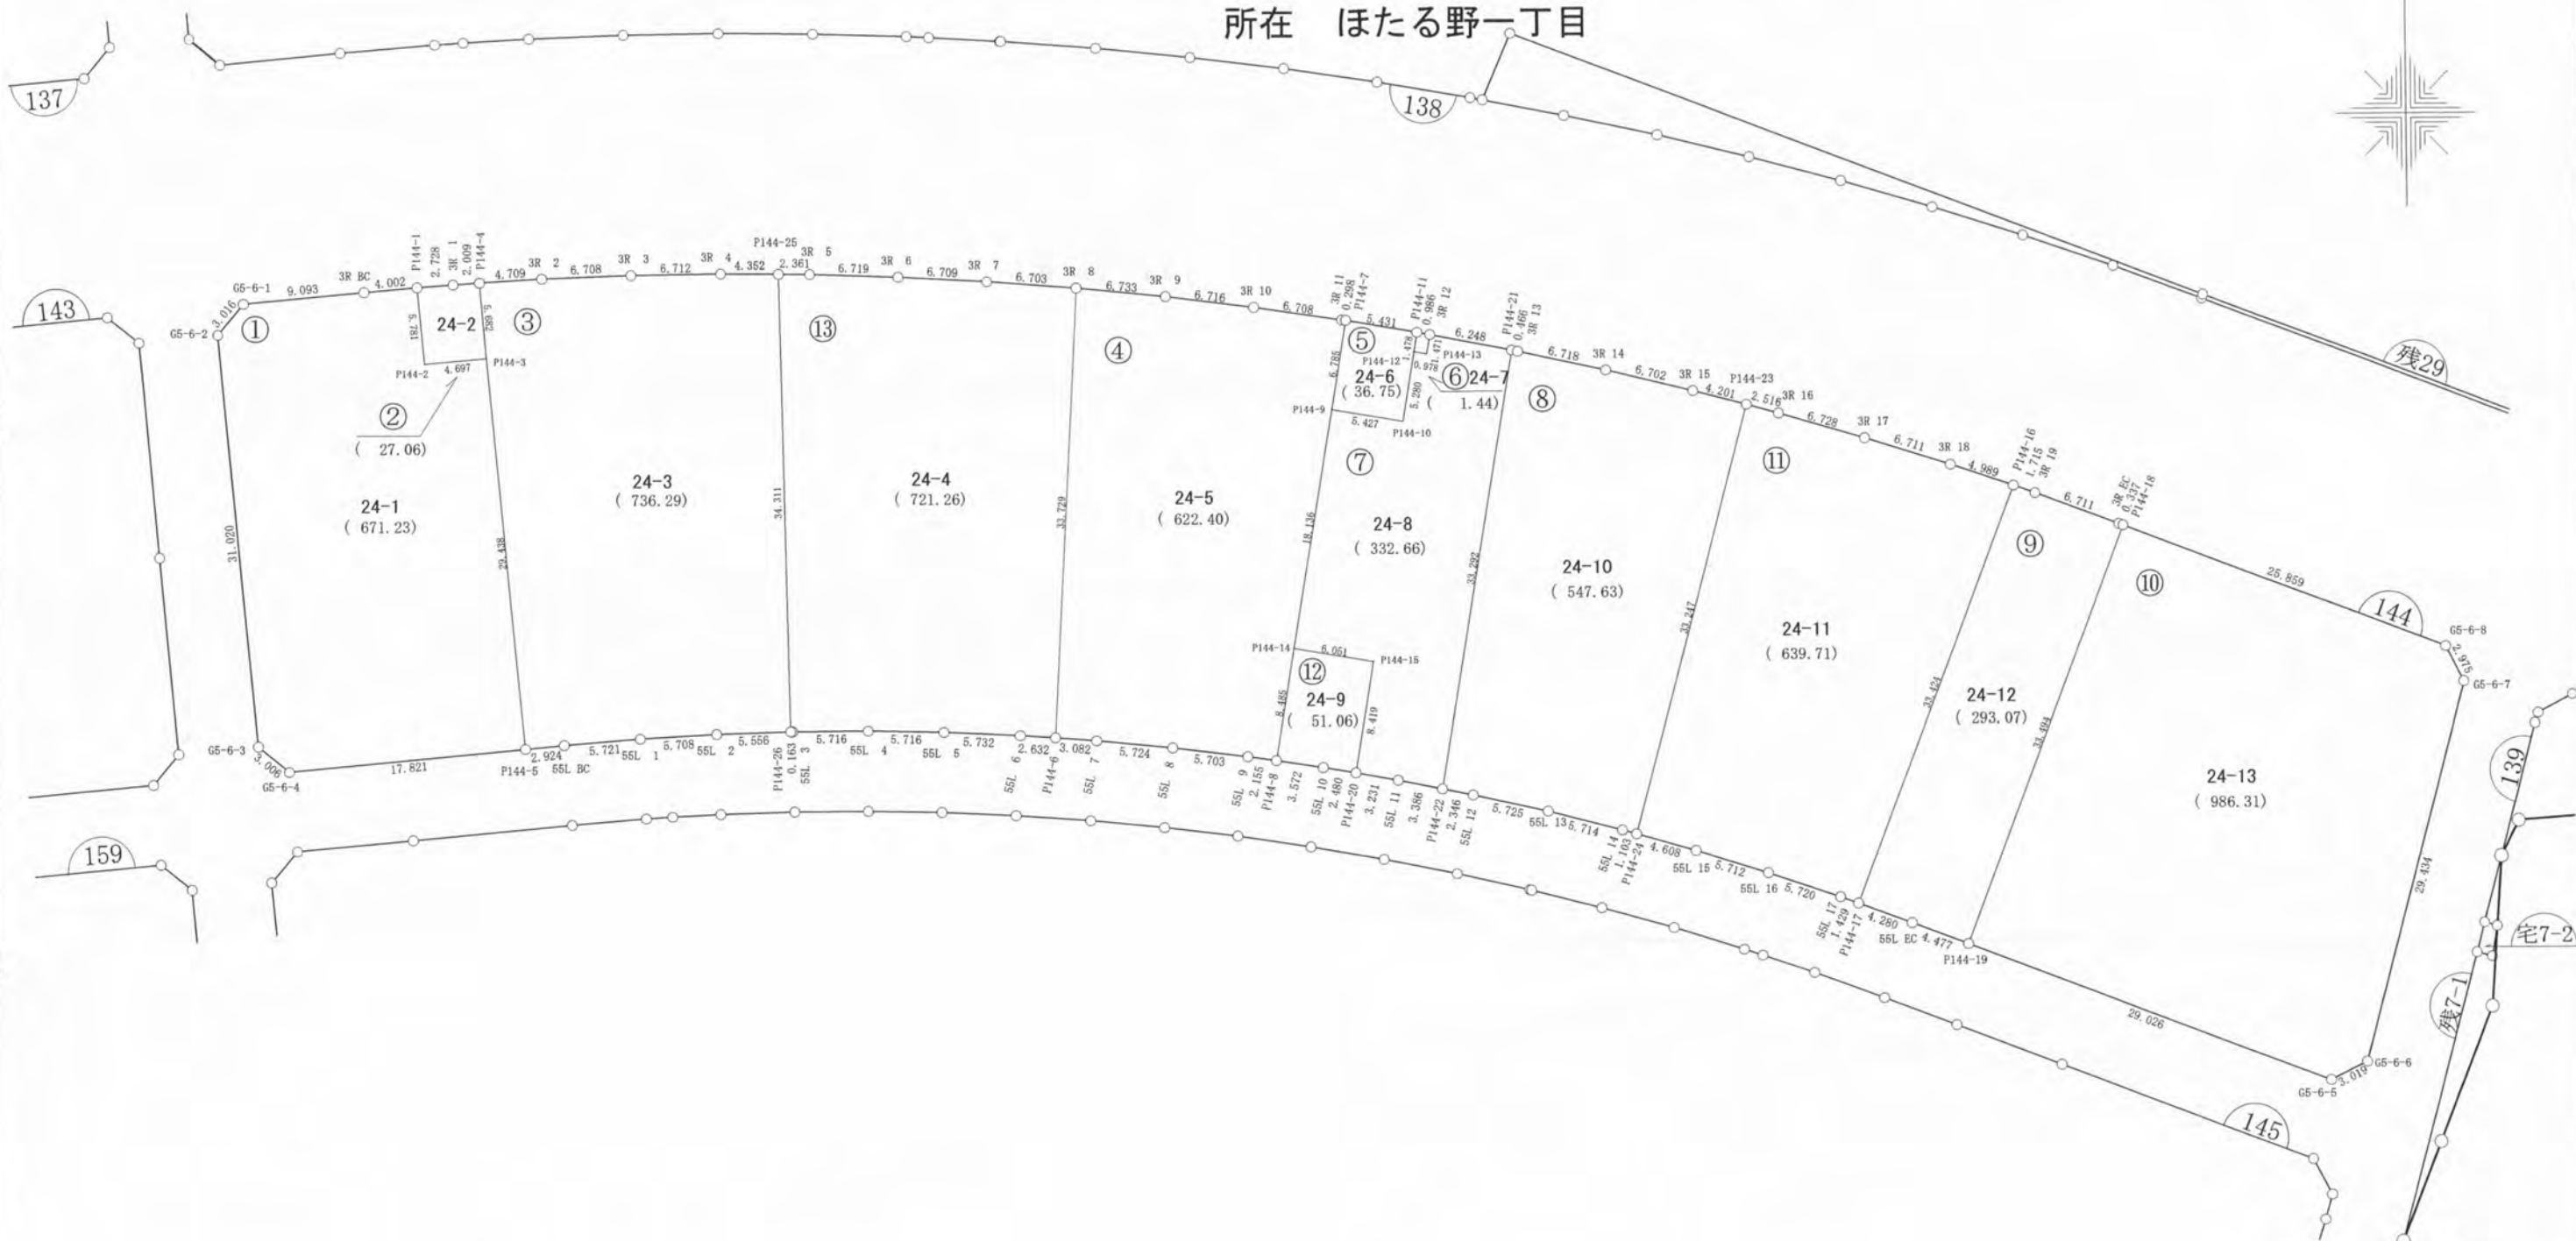 所在　ほたる野一丁目
137
138
143
残29
G5-6-1
9.093
3R BC
4.002
P144-1
2.728
3R 1
2.009
P144-4
4.709
3R 2
6.708
3R 3
6.712
3R 4
4.352
P144-25
2.361
3R 5
6.719
3R 6
6.709
3R 7
6.703
3R 8
6.733
3R 9
6.716
3R 10
6.708
3R 11
0.298
P144-7
5.431
P144-11
0.986
3R 12
6.248
P144-21
0.466
3R 13
6.718
3R 14
6.702
3R 15
4.201
P144-23
2.516
3R 16
6.728
3R 17
6.711
3R 18
4.989
P144-16
1.715
3R 19
6.711
3R EC
0.337
P144-18
25.859
144
G5-6-8
2.975
G5-6-7
3.016
G5-6-2
①
5.781
24-2
5.682
③
P144-2
4.697
P144-3
②
( 27.06)
⑬
④
⑤
6.785
P144-12
1.478
1.471
P144-13
0.978
24-6
( 36.75)
⑥
24-7
( 1.44)
5.280
P144-9
5.427
P144-10
⑦
⑧
⑪
⑨
⑩
24-1
( 671.23)
24-3
( 736.29)
24-4
( 721.26)
24-5
( 622.40)
24-8
( 332.66)
24-10
( 547.63)
24-11
( 639.71)
24-12
( 293.07)
24-13
( 986.31)
31.020
29.438
34.311
33.729
18.136
33.292
33.247
33.424
33.494
29.434
P144-14
6.051
P144-15
⑫
24-9
( 51.06)
8.485
8.419
139
G5-6-3
3.006
G5-6-4
17.821
P144-5
2.924
55L BC
5.721
55L 1
5.708
55L 2
5.556
P144-26
0.163
55L 3
5.716
55L 4
5.716
55L 5
5.732
55L 6
2.632
P144-6
3.082
55L 7
5.724
55L 8
5.703
55L 9
2.155
P144-8
3.572
55L 10
2.480
P144-20
3.231
55L 11
3.386
P144-22
2.346
55L 12
5.725
55L 13
5.714
55L 14
1.103
P144-24
4.608
55L 15
5.712
55L 16
5.720
55L 17
1.429
P144-17
4.280
55L EC
4.477
P144-19
29.026
G5-6-5
3.019
G5-6-6
宅7-2
残7-1
159
145